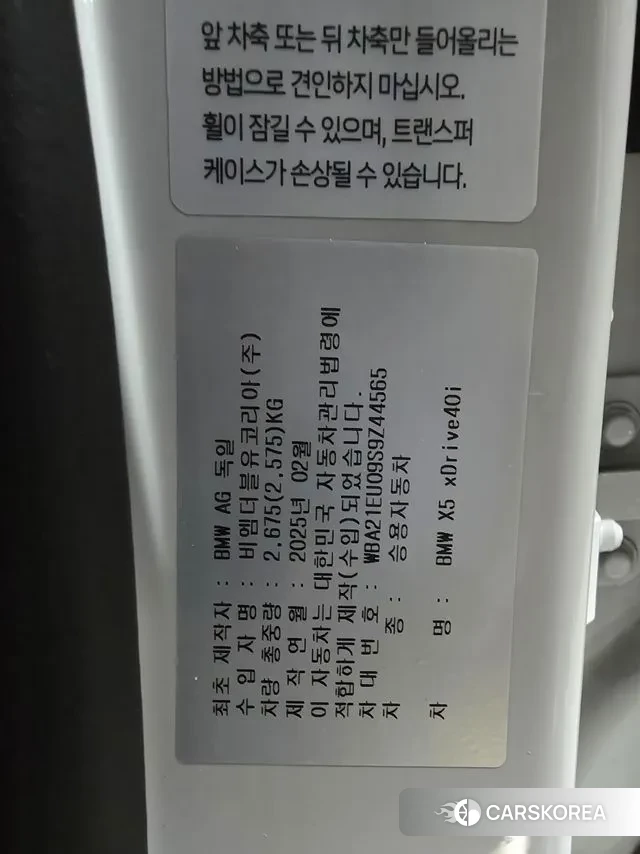 앞 차축 또는 뒤 차축만 들어올리는
방법으로 견인하지 마십시오.
휠이 잠길 수 있으며, 트랜스퍼
케이스가 손상될 수 있습니다.
최초 제작자 : BMW AG 독일
수 입 자 명 : 비엠더블유코리아(주)
차량 총중량 : 2,675(2,575)KG
제 작 연 월 : 2025년 02월
이 자동차는 대한민국 자동차관리법령에
적합하게 제작(수입)되었습니다.
차 대 번 호 : WBA21EU09S9Z44565
차 종 : 승용자동차
차 명 : BMW X5 xDrive40i
CARSKOREA